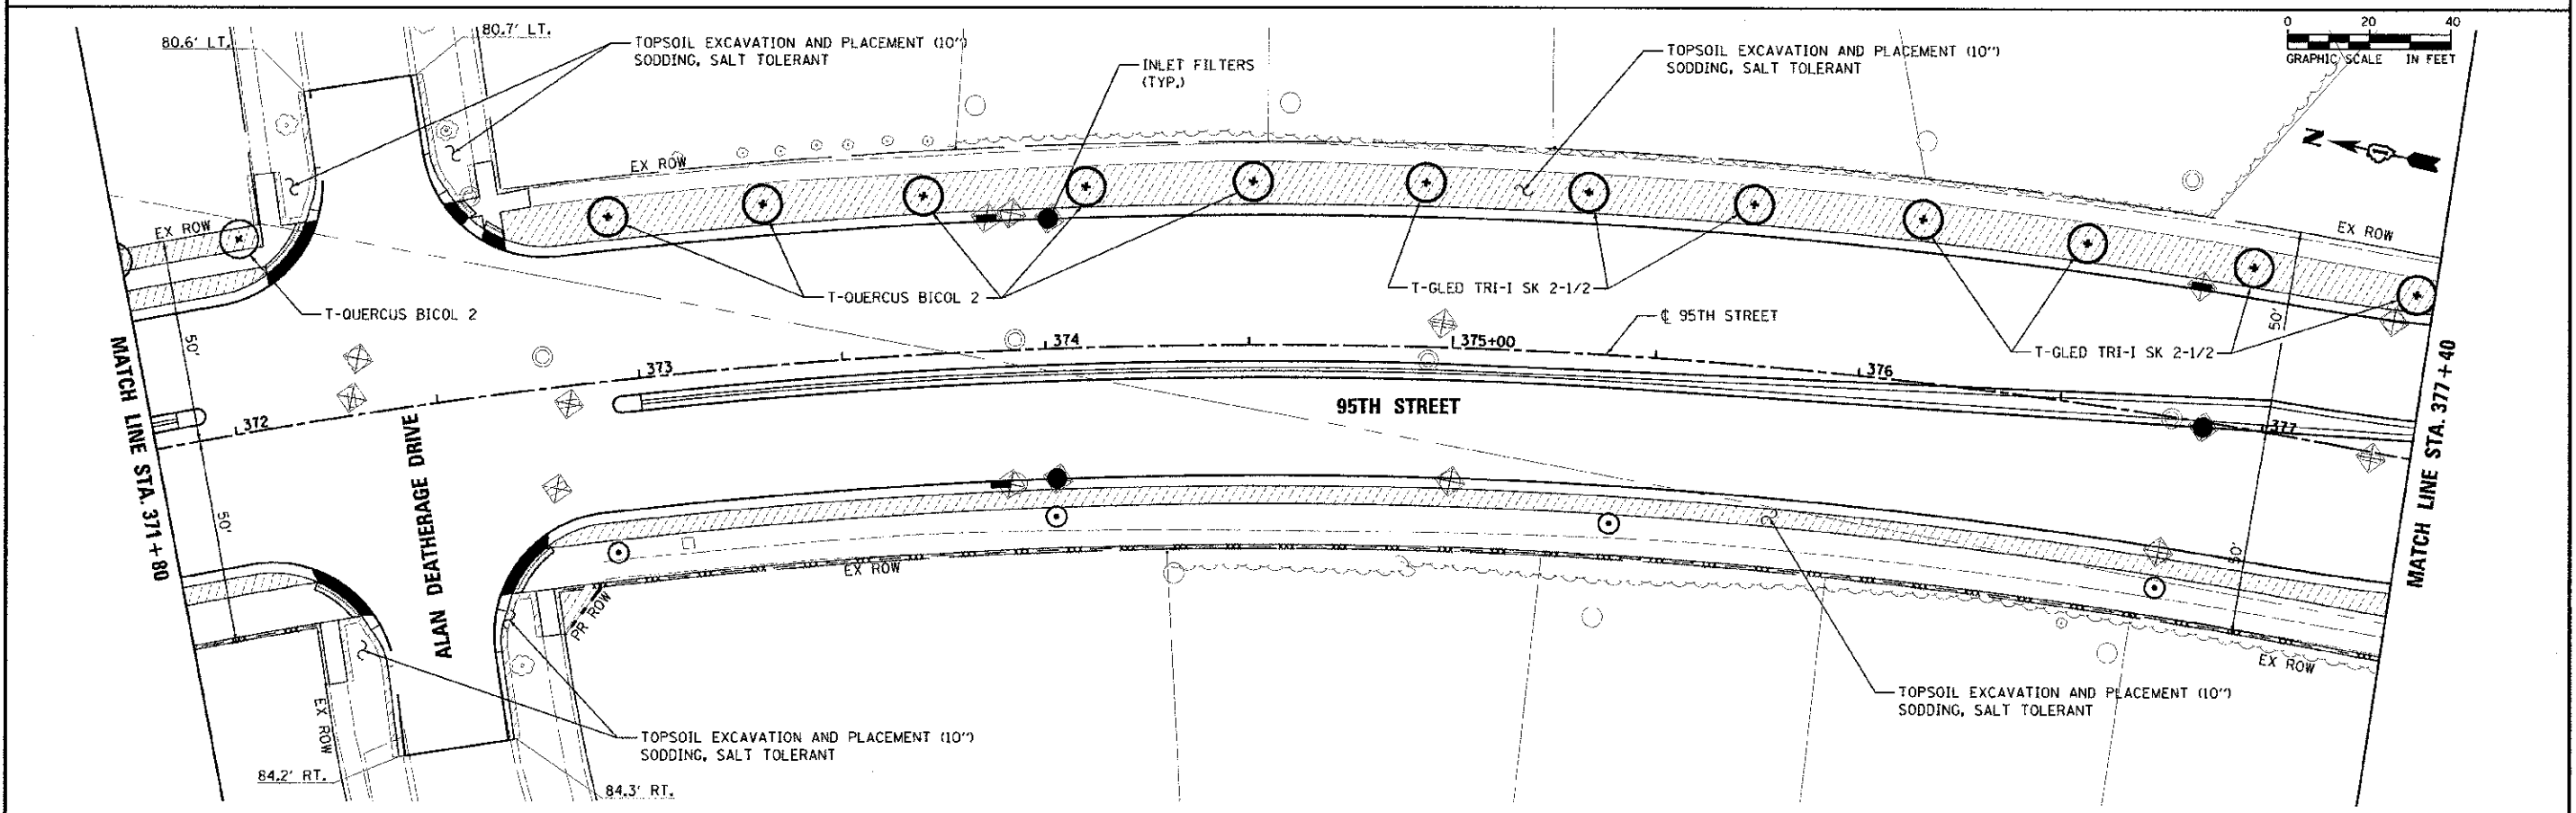 80.6' LT.
80.7' LT.
TOPSOIL EXCAVATION AND PLACEMENT (10")
SODDING, SALT TOLERANT
INLET FILTERS
(TYP.)
TOPSOIL EXCAVATION AND PLACEMENT (10")
SODDING, SALT TOLERANT
0 20 40
GRAPHIC SCALE IN FEET
N
EX ROW
EX ROW
EX ROW
T-QUERCUS BICOL 2
T-QUERCUS BICOL 2
T-GLED TRI-I SK 2-1/2
T-GLED TRI-I SK 2-1/2
℄ 95TH STREET
50'
50'
372
373
374
375+00
376
377
95TH STREET
MATCH LINE STA. 371+80
ALAN DEATHERAGE DRIVE
MATCH LINE STA. 377+40
50'
50'
EX ROW
PR ROW
EX ROW
EX ROW
TOPSOIL EXCAVATION AND PLACEMENT (10")
SODDING, SALT TOLERANT
TOPSOIL EXCAVATION AND PLACEMENT (10")
SODDING, SALT TOLERANT
84.2' RT.
84.3' RT.